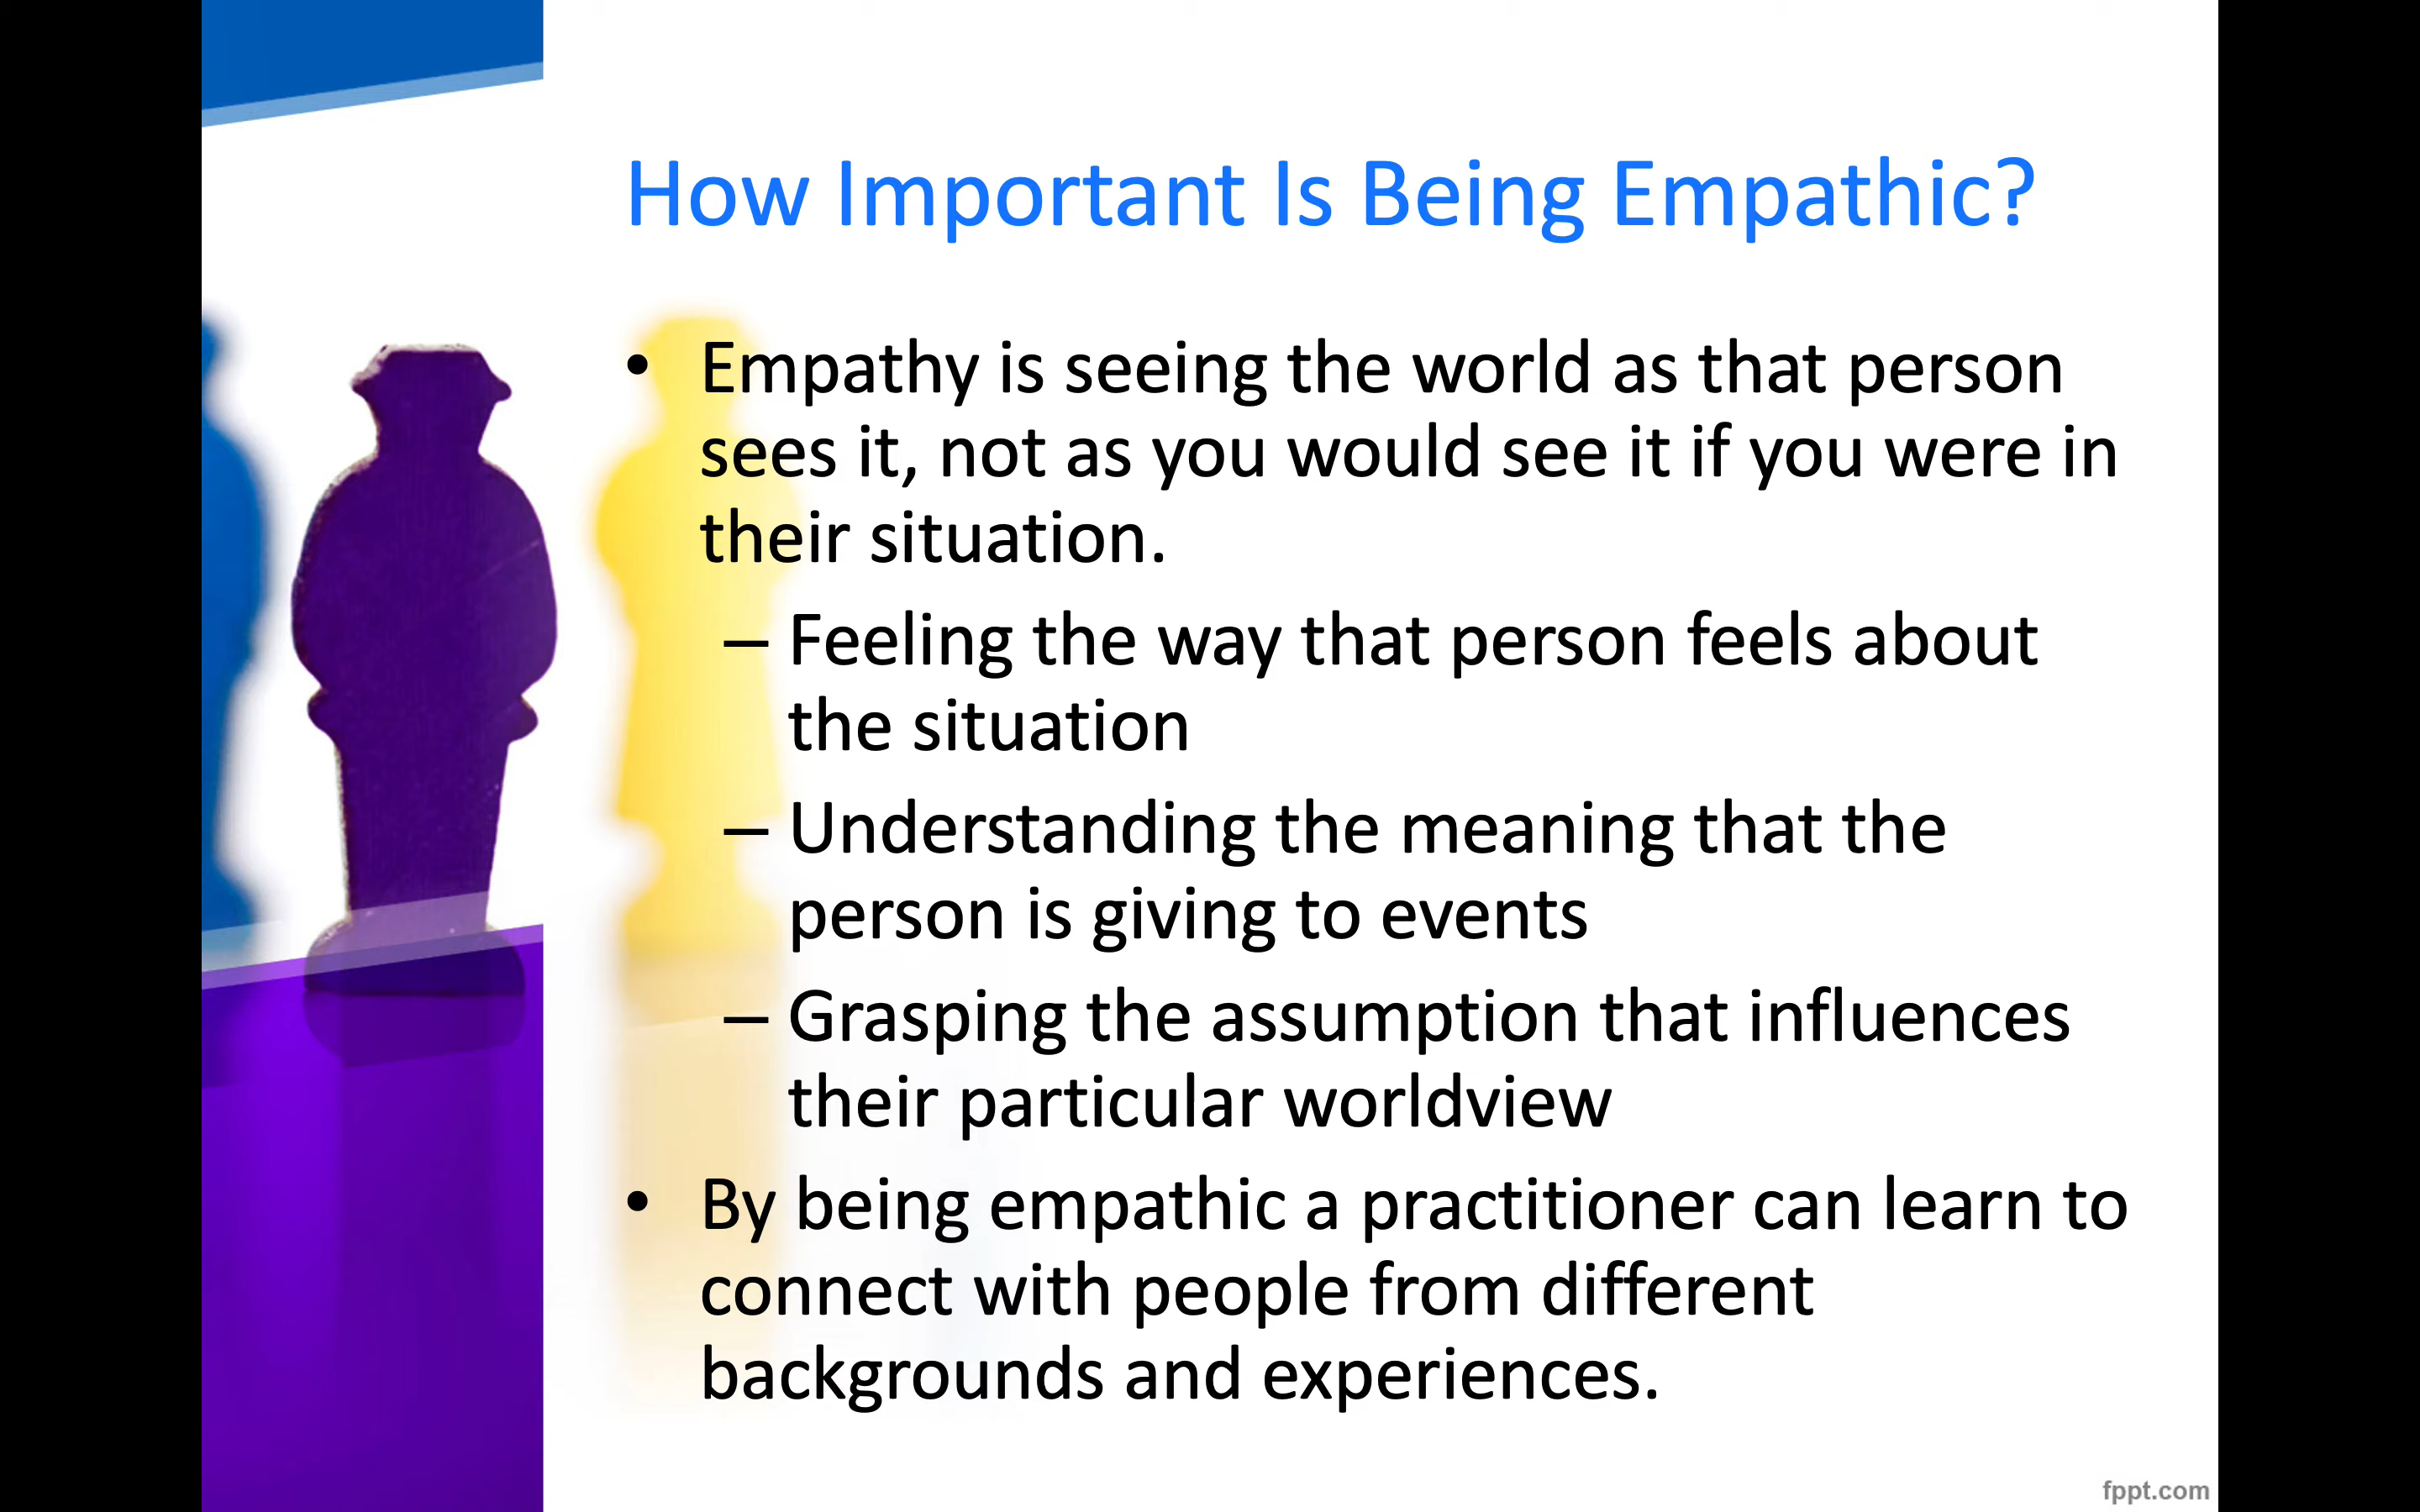 How Important Is Being Empathic?
• Empathy is seeing the world as that person
sees it, not as you would see it if you were in
their situation.
– Feeling the way that person feels about
the situation
– Understanding the meaning that the
person is giving to events
– Grasping the assumption that influences
their particular worldview
• By being empathic a practitioner can learn to
connect with people from different
backgrounds and experiences.
fppt.com